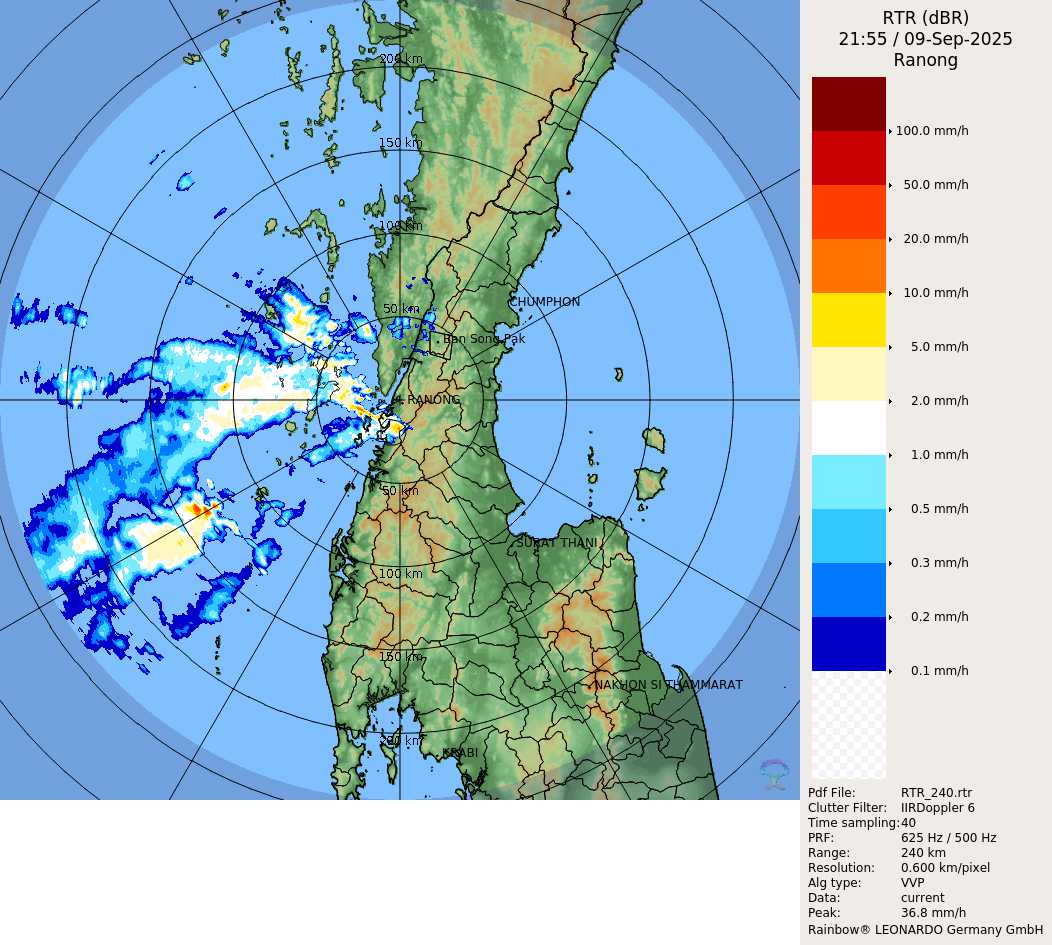 200 km
150 km
100 km
50 km
CHUMPHON
Ban Song Pak
RANONG
50 km
SURAT THANI
100 km
150 km
NAKHON SI THAMMARAT
200 km
KRABI
RTR (dBR)
21:55 / 09-Sep-2025
Ranong
100.0 mm/h
50.0 mm/h
20.0 mm/h
10.0 mm/h
5.0 mm/h
2.0 mm/h
1.0 mm/h
0.5 mm/h
0.3 mm/h
0.2 mm/h
0.1 mm/h
Pdf File: RTR_240.rtr
Clutter Filter: IIRDoppler 6
Time sampling:40
PRF: 625 Hz / 500 Hz
Range: 240 km
Resolution: 0.600 km/pixel
Alg type: VVP
Data: current
Peak: 36.8 mm/h
Rainbow® LEONARDO Germany GmbH